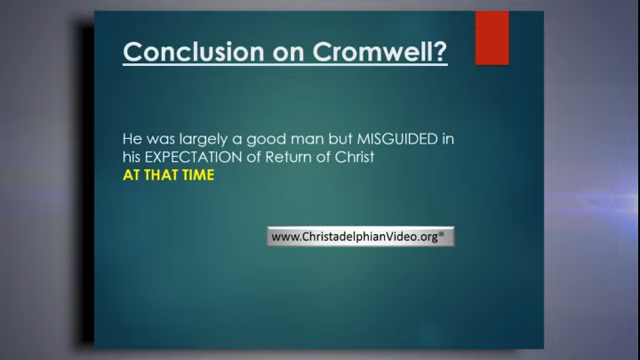 Conclusion on Cromwell?
He was largely a good man but MISGUIDED in
his EXPECTATION of Return of Christ
AT THAT TIME
www.ChristadelphianVideo.org®